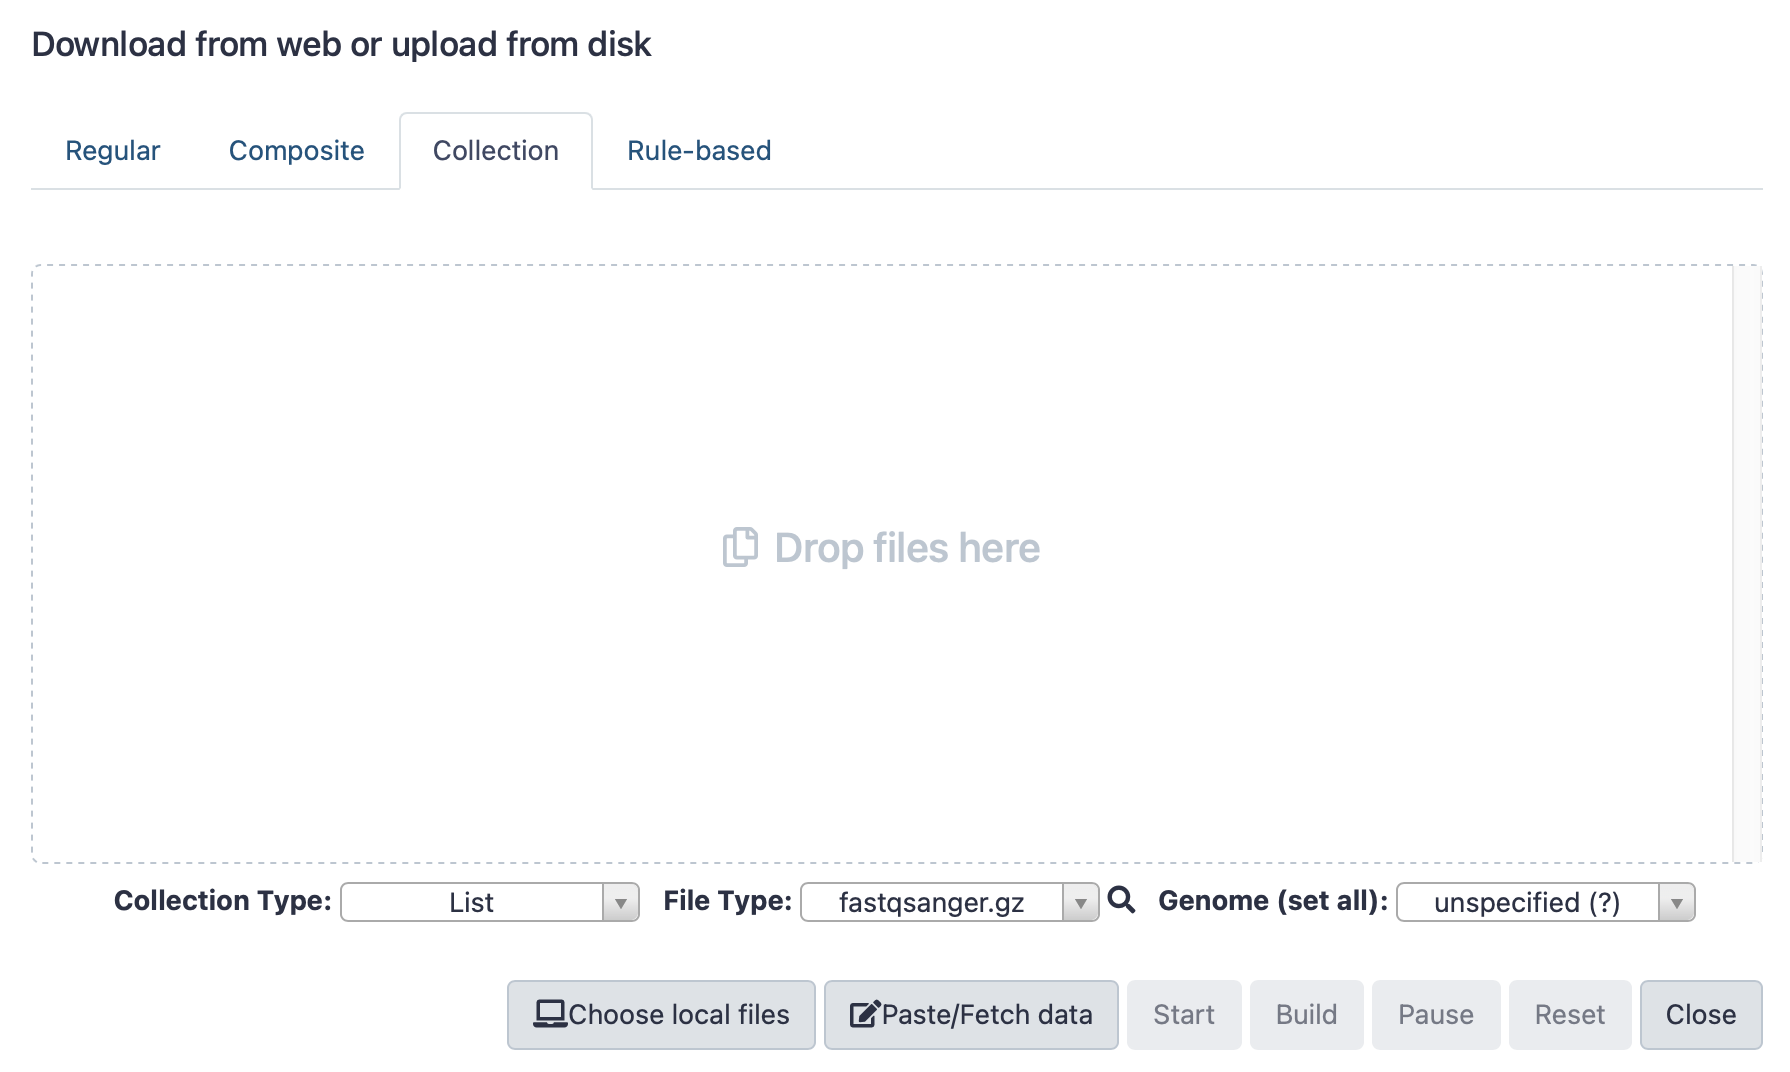 Download from web or upload from disk
Regular Composite Collection Rule-based
Drop files here
Collection Type: List File Type: fastqsanger.gz Genome (set all): unspecified (?)
Choose local files Paste/Fetch data Start Build Pause Reset Close